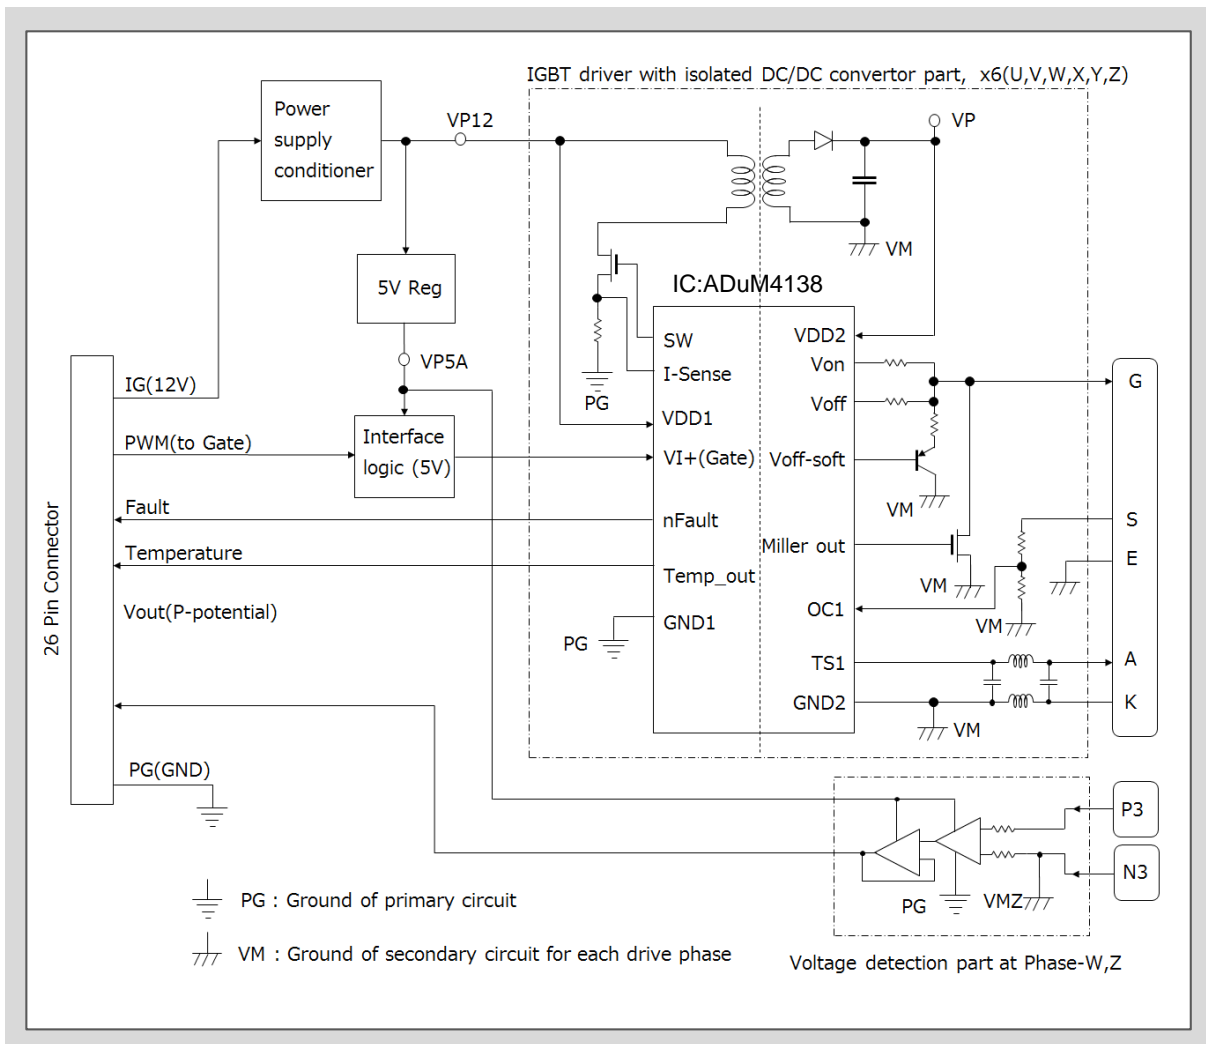 IGBT driver with isolated DC/DC convertor part, x6(U,V,W,X,Y,Z)
Power
supply
conditioner
VP12
VP
VM
5V Reg
IC:ADuM4138
VP5A
SW
I-Sense
PG
VDD1
VI+(Gate)
nFault
Temp_out
GND1
PG
VDD2
Von
Voff
Voff-soft
Miller out
OC1
TS1
GND2
VM
VM
VM
VM
G
S
E
A
K
26 Pin Connector
IG(12V)
PWM(to Gate)
Interface
logic (5V)
Fault
Temperature
Vout(P-potential)
PG(GND)
P3
N3
PG
VMZ
PG : Ground of primary circuit
VM : Ground of secondary circuit for each drive phase
Voltage detection part at Phase-W,Z